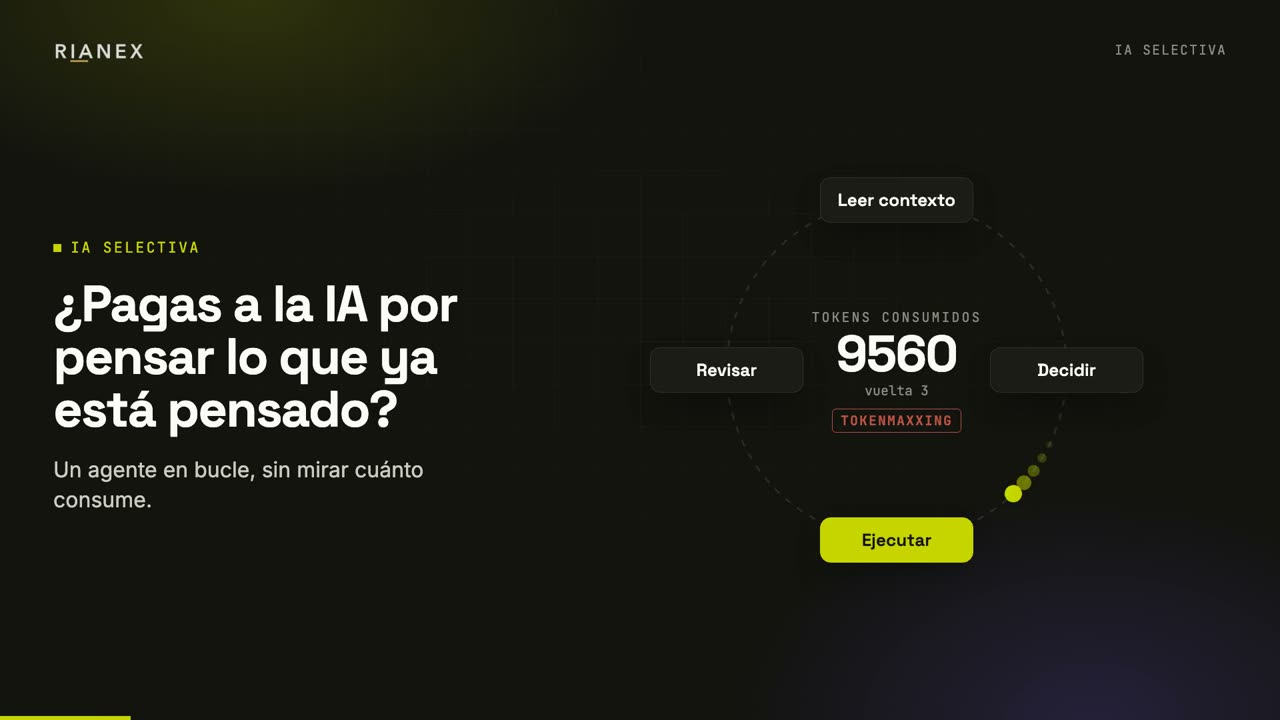 RIANEX
IA SELECTIVA
IA SELECTIVA
¿Pagas a la IA por
pensar lo que ya
está pensado?
Un agente en bucle, sin mirar cuánto
consume.
Leer contexto
TOKENS CONSUMIDOS
9560
vuelta 3
TOKENMAXXING
Revisar
Decidir
Ejecutar